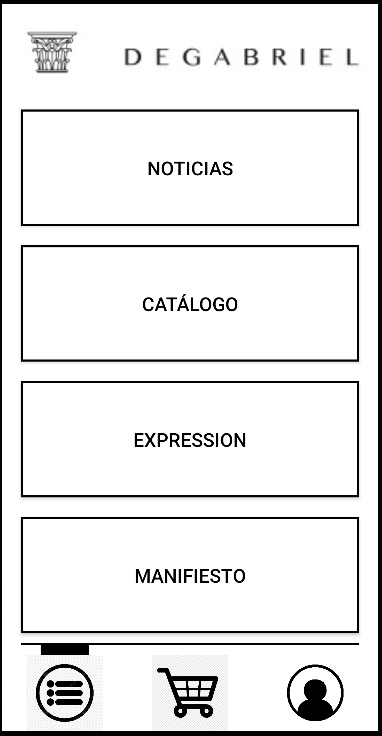 DEGABRIEL
NOTICIAS
CATÁLOGO
EXPRESSION
MANIFIESTO